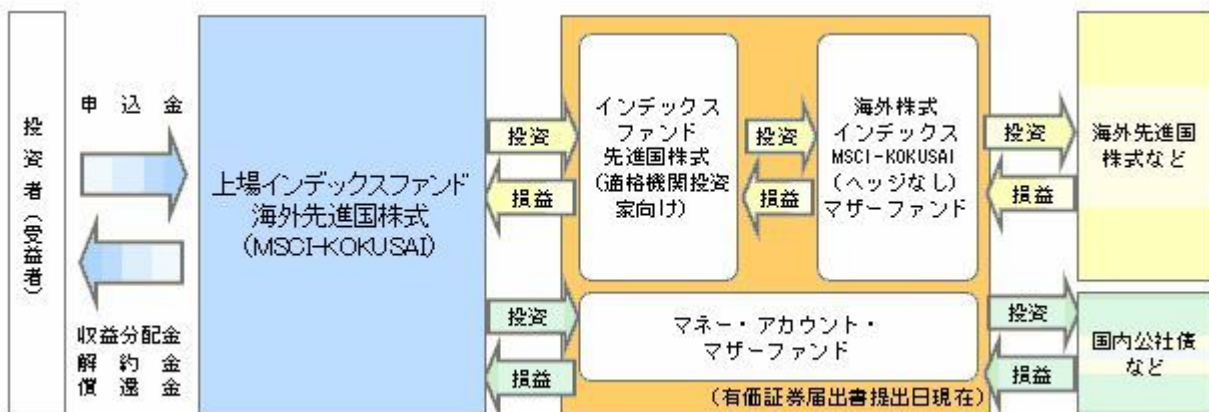 投資者(受益者)
申込金
収益分配金
解約金
償還金
上場インデックスファンド
海外先進国株式
(MSCI-KOKUSAI)
投資
損益
投資
損益
インデックス
ファンド
先進国株式
(適格機関投資
家向け)
投資
損益
海外株式
インデックス
MSCI-KOKUSAI
(ヘッジなし)
マザーファンド
マネー・アカウント・
マザーファンド
(有価証券届出書提出日現在)
投資
損益
投資
損益
海外先進国
株式など
国内公社債
など